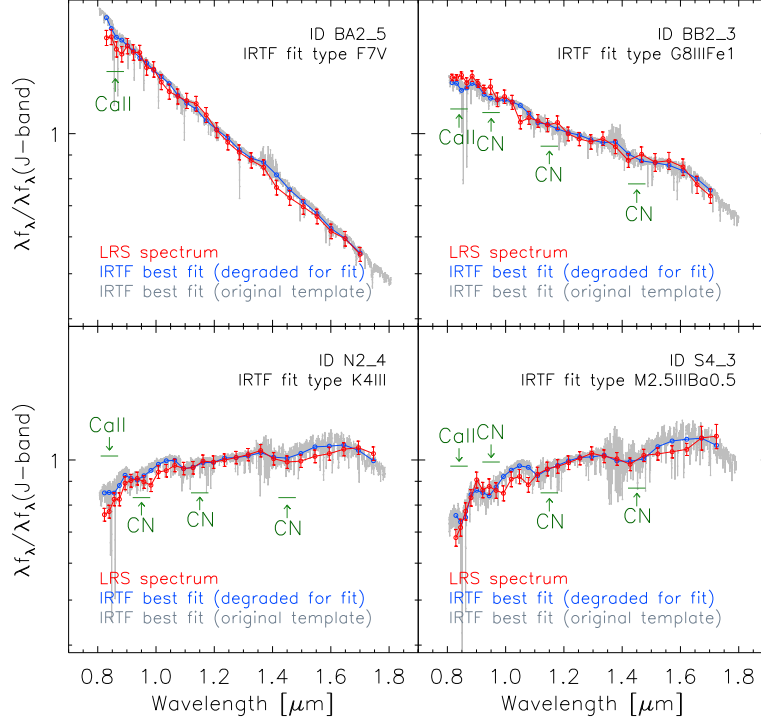 ID BA2_5
IRTF fit type F7V
CaII
1
λfλ/λfλ(J-band)
LRS spectrum
IRTF best fit (degraded for fit)
IRTF best fit (original template)
ID BB2_3
IRTF fit type G8IIIFe1
CaII
CN
CN
CN
LRS spectrum
IRTF best fit (degraded for fit)
IRTF best fit (original template)
ID N2_4
IRTF fit type K4III
CaII
1
CN
CN
CN
λfλ/λfλ(J-band)
LRS spectrum
IRTF best fit (degraded for fit)
IRTF best fit (original template)
0.8 1.0 1.2 1.4 1.6 1.8
Wavelength [μm]
ID S4_3
IRTF fit type M2.5IIIBa0.5
CaII
CN
CN
CN
LRS spectrum
IRTF best fit (degraded for fit)
IRTF best fit (original template)
0.8 1.0 1.2 1.4 1.6 1.8
Wavelength [μm]